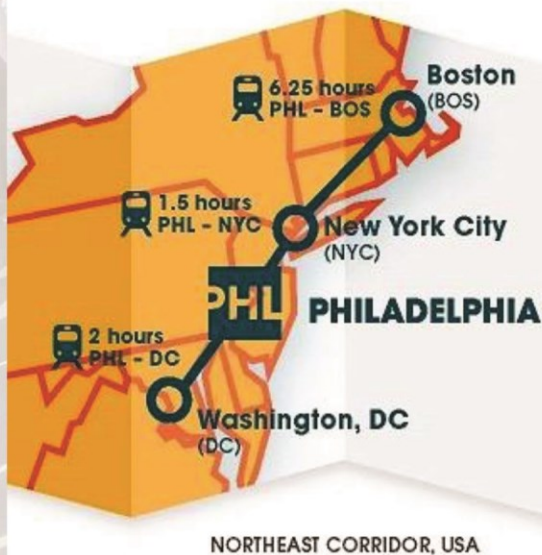 Boston
(BOS)
6.25 hours
PHL - BOS
1.5 hours
PHL - NYC
New York City
(NYC)
PHL
PHILADELPHIA
2 hours
PHL - DC
Washington, DC
(DC)
NORTHEAST CORRIDOR, USA